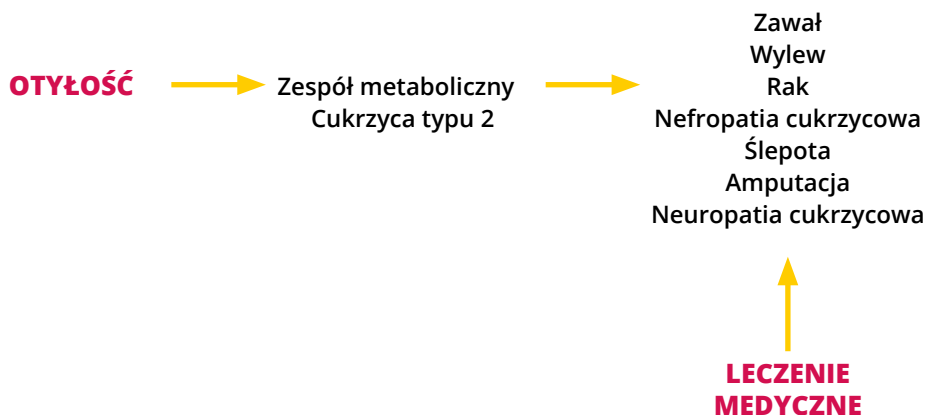 OTYŁOŚĆ
Zespół metaboliczny
Cukrzyca typu 2
Zawał
Wylew
Rak
Nefropatia cukrzycowa
Ślepota
Amputacja
Neuropatia cukrzycowa
LECZENIE
MEDYCZNE